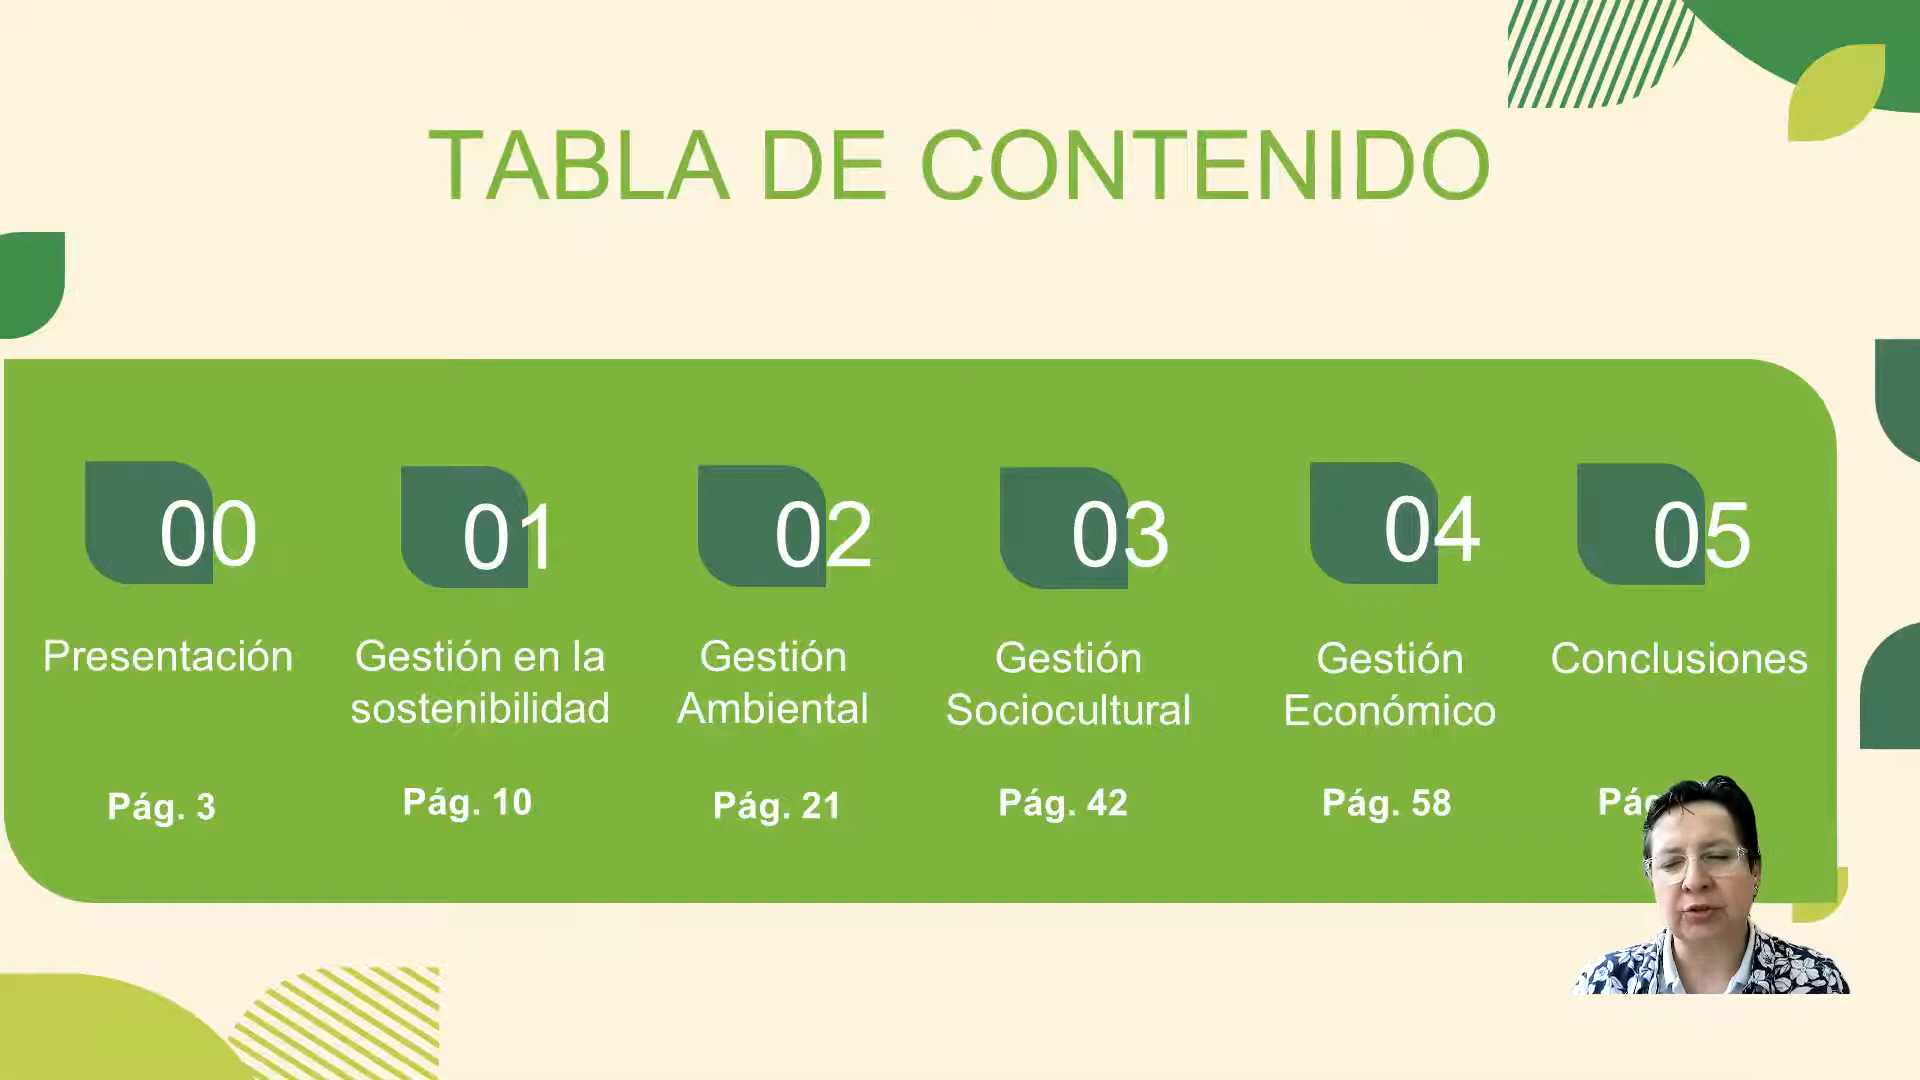 TABLA DE CONTENIDO
00
01
02
03
04
05
Presentación
Gestión en la
sostenibilidad
Gestión
Ambiental
Gestión
Sociocultural
Gestión
Económico
Conclusiones
Pág. 3
Pág. 10
Pág. 21
Pág. 42
Pág. 58